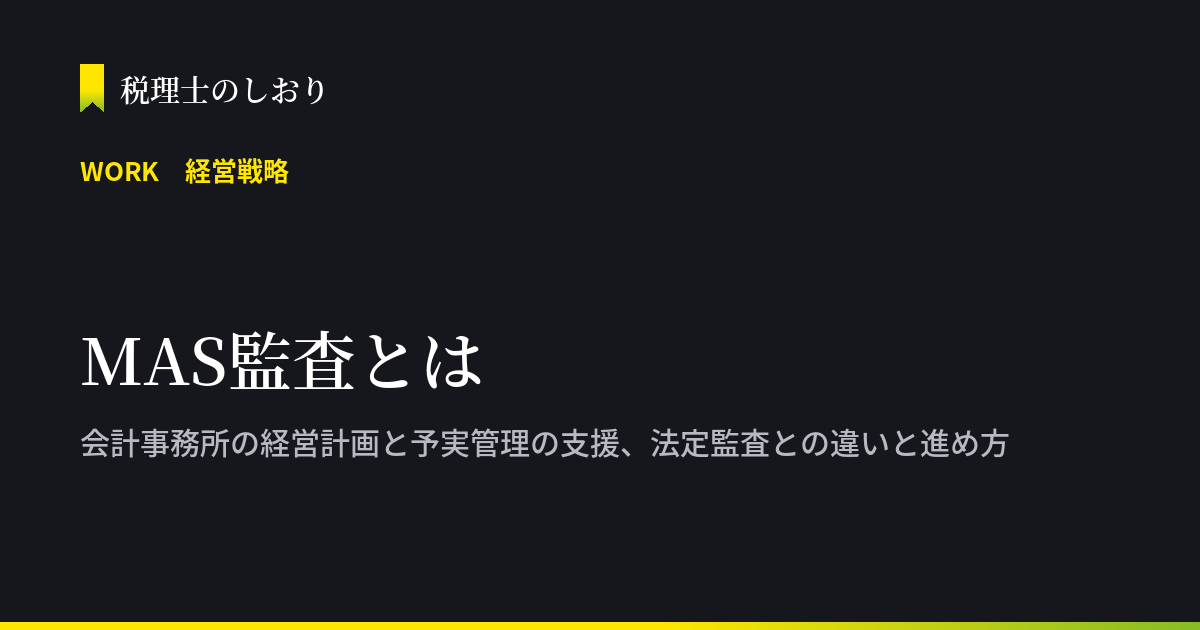 税理士のしおり
WORK　経営戦略
MAS監査とは
会計事務所の経営計画と予実管理の支援、法定監査との違いと進め方